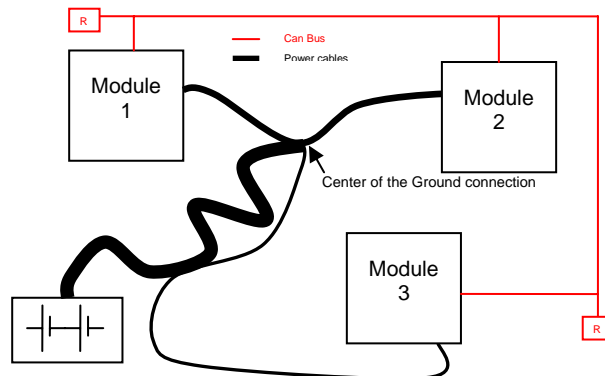 R
Can Bus
Power cables
Module
1
Module
2
Center of the Ground connection
Module
3
R